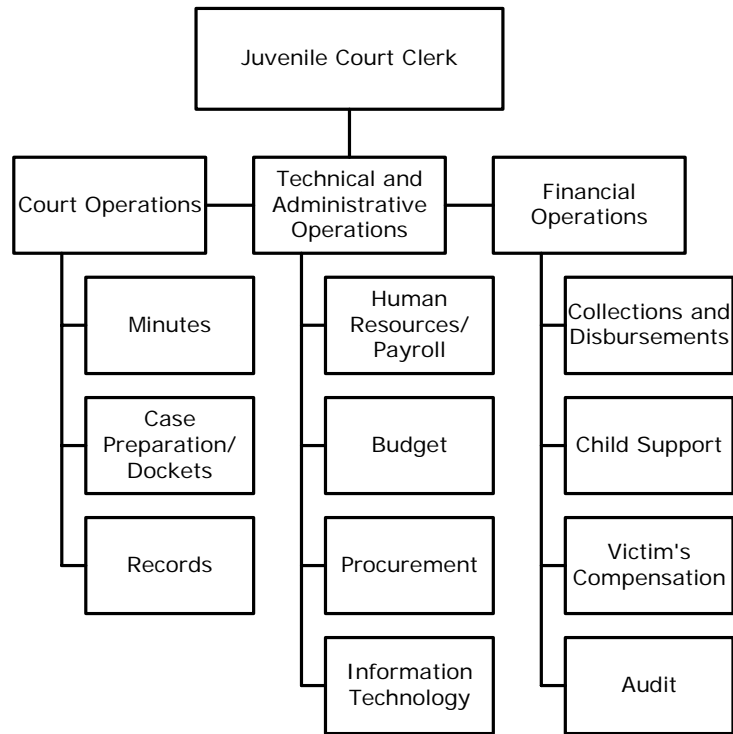 Juvenile Court Clerk
Court Operations
Technical and
Administrative
Operations
Financial
Operations
Minutes
Case
Preparation/
Dockets
Records
Human
Resources/
Payroll
Budget
Procurement
Information
Technology
Collections and
Disbursements
Child Support
Victim's
Compensation
Audit